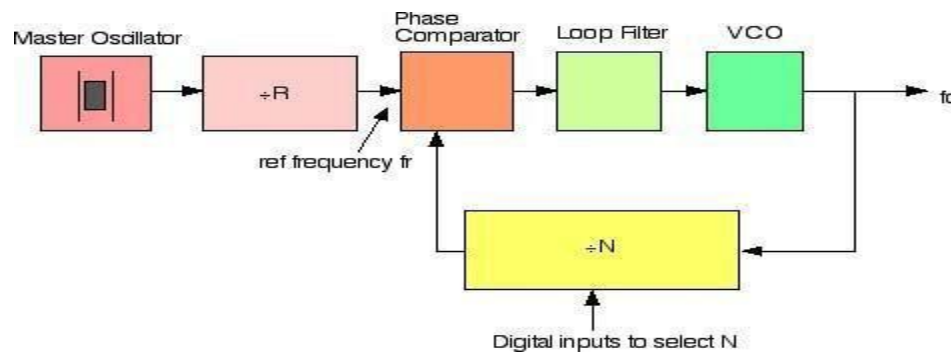 Master Oscillator
Phase
Comparator
Loop Filter
VCO
÷R
ref frequency fr
÷N
Digital inputs to select N